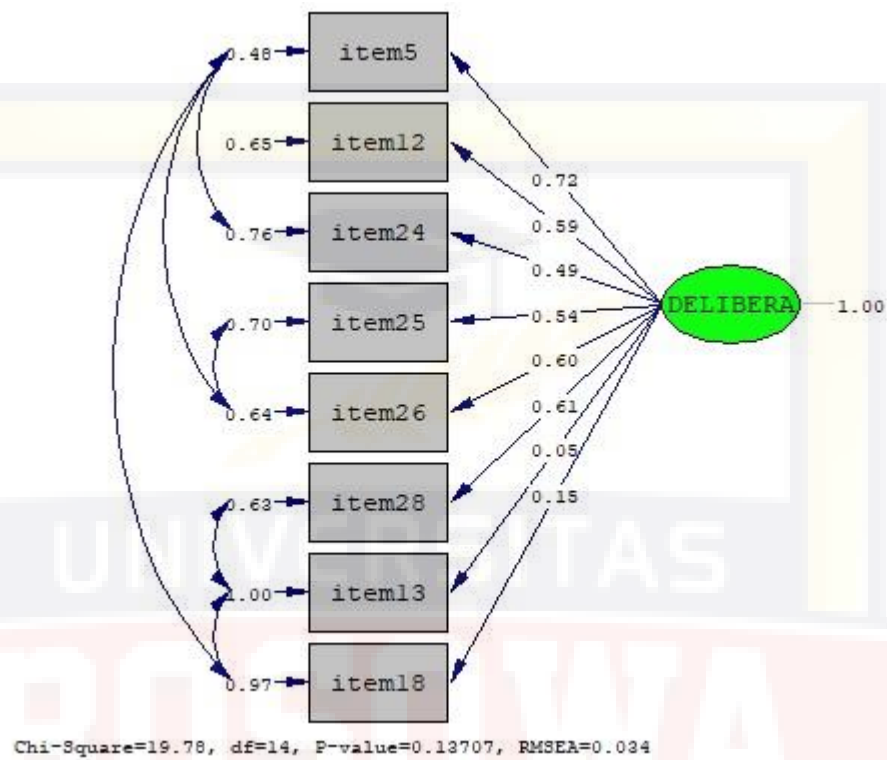 0.48 item5
0.65 item12
0.72
0.59
0.76 item24
0.49
DELIBERA 1.00
0.70 item25
0.54
0.60
0.64 item26
0.61
0.05
0.63 item28
0.15
UNIVERSITAS
1.00 item13
BOSOWA
0.97 item18
Chi-Square=19.78, df=14, P-value=0.13707, RMSEA=0.034